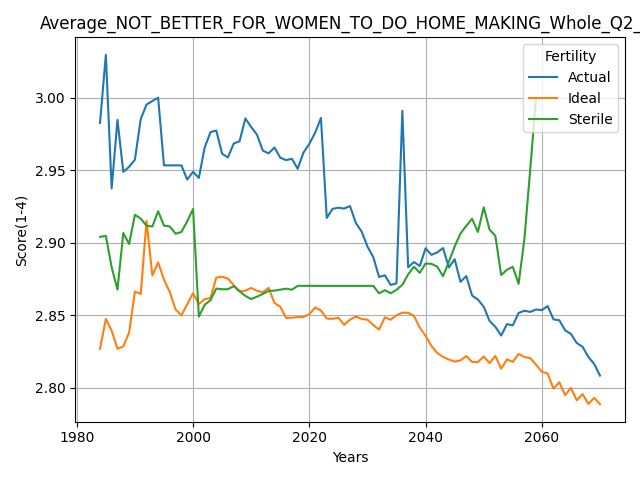 Average_NOT_BETTER_FOR_WOMEN_TO_DO_HOME_MAKING_Whole_Q2_
Fertility
Actual
Ideal
Sterile
Score(1-4)
3.00
2.95
2.90
2.85
2.80
1980 2000 2020 2040 2060
Years